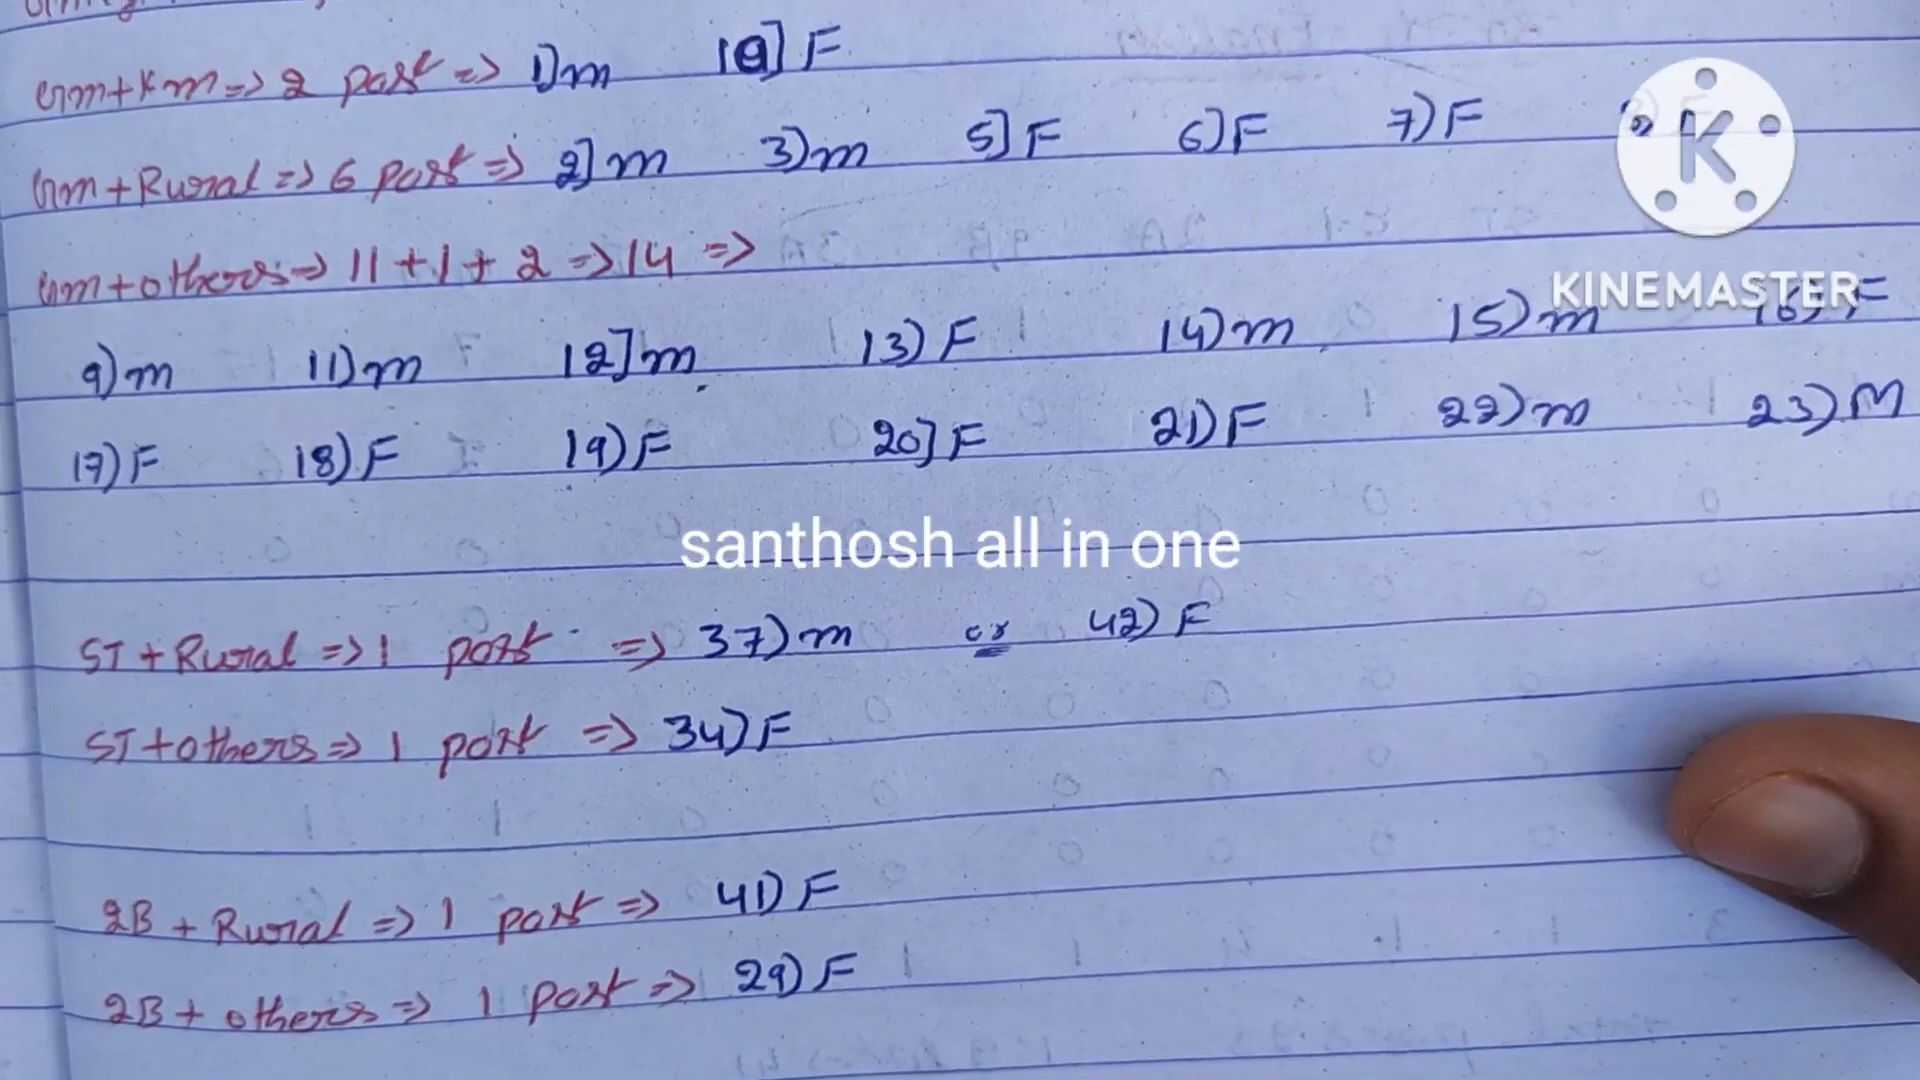 Gm+Km=> 2 post => 1)m 10]F
Gm+Rural => 6 post => 2]m 3)m 5]F 6)F 7)F 8)F
Gm+others=> 11+1+2 =>14 =>
KINEMASTER
9)m 11)m 12]m 13)F 14)m 15)m 16)F
17)F 18)F 19)F 20]F 21)F 22)m 23)M
santhosh all in one
ST+Rural => 1 post => 37)m or 42)F
ST+others=> 1 post => 34)F
2B + Rural => 1 post => 41)F
2B + others => 1 post => 29)F